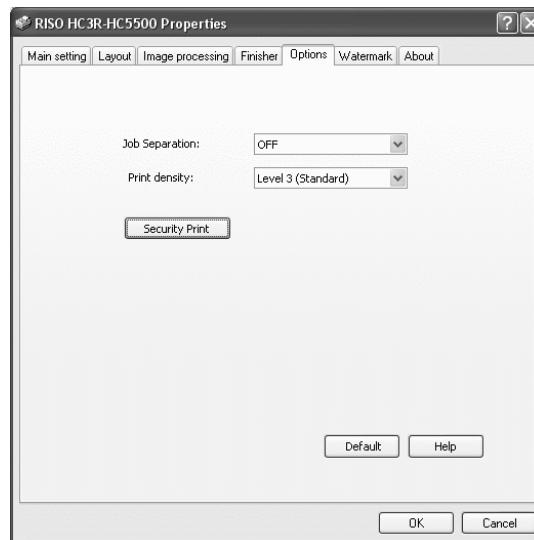 RISO HC3R-HC5500 Properties
Main setting Layout Image processing Finisher Options Watermark About
Job Separation: OFF
Print density: Level 3 (Standard)
Security Print
Default Help
OK Cancel